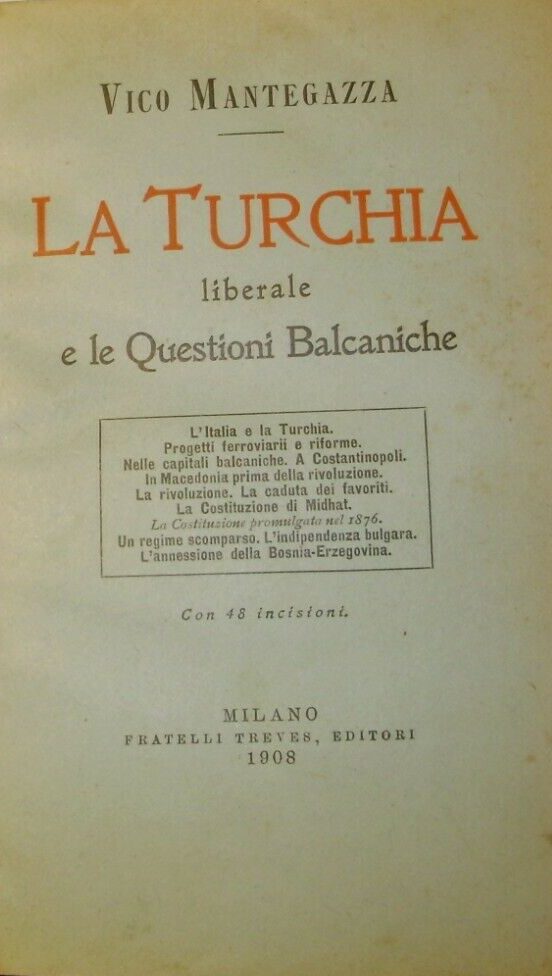 VICO MANTEGAZZA
LA TURCHIA
liberale
e le Questioni Balcaniche
L'Italia e la Turchia.
Progetti ferroviarii e riforme.
Nelle capitali balcaniche. A Costantinopoli.
In Macedonia prima della rivoluzione.
La rivoluzione. La caduta dei favoriti.
La Costituzione di Midhat.
La Costituzione promulgata nel 1876.
Un regime scomparso. L'indipendenza bulgara.
L'annessione della Bosnia-Erzegovina.
Con 48 incisioni.
MILANO
FRATELLI TREVES, EDITORI
1908